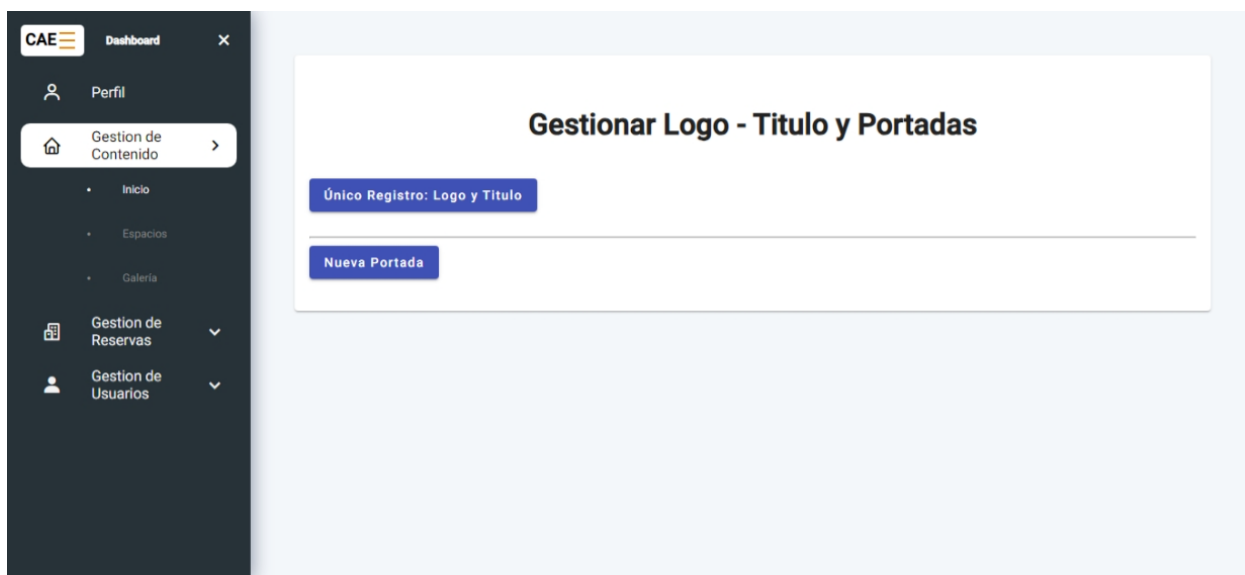 CAE
Dashboard
Perfil
Gestion de
Contenido
Inicio
Espacios
Galería
Gestion de
Reservas
Gestion de
Usuarios
Gestionar Logo - Titulo y Portadas
Único Registro: Logo y Titulo
Nueva Portada